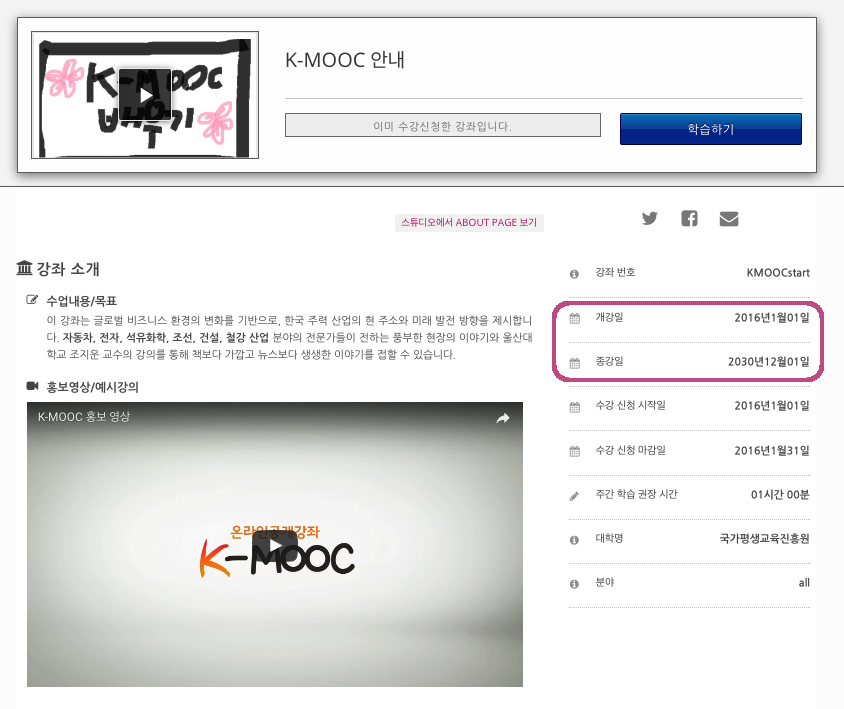 K-MOOC
배우기
K-MOOC 안내
이미 수강신청한 강좌입니다.
학습하기
스튜디오에서 ABOUT PAGE 보기
강좌 소개
수업내용/목표
이 강좌는 글로벌 비즈니스 환경의 변화를 기반으로, 한국 주력 산업의 현 주소와 미래 발전 방향을 제시합니
다. 자동차, 전자, 석유화학, 조선, 건설, 철강 산업 분야의 전문가들이 전하는 풍부한 현장의 이야기와 울산대
학교 조지운 교수의 강의를 통해 책보다 가깝고 뉴스보다 생생한 이야기를 접할 수 있습니다.
홍보영상/예시강의
K-MOOC 홍보 영상
온라인공개강좌
K-MOOC
강좌 번호 KMOOCstart
개강일 2016년1월01일
종강일 2030년12월01일
수강 신청 시작일 2016년1월01일
수강 신청 마감일 2016년1월31일
주간 학습 권장 시간 01시간 00분
대학명 국가평생교육진흥원
분야 all